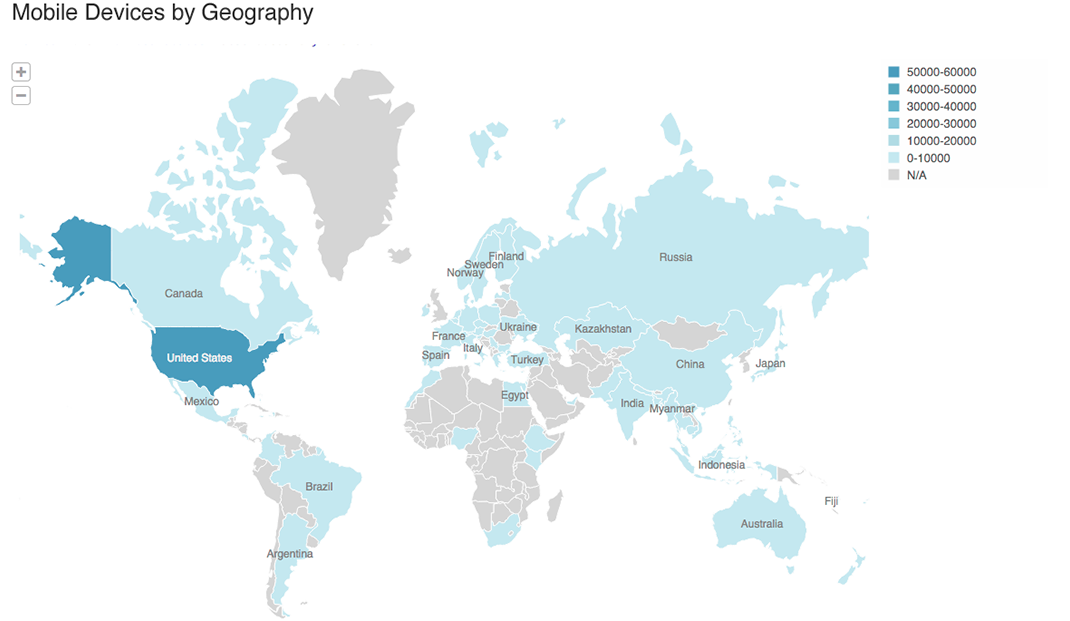 Mobile Devices by Geography
+
−
50000-60000
40000-50000
30000-40000
20000-30000
10000-20000
0-10000
N/A
Finland
Sweden
Norway
Russia
Canada
Ukraine
Kazakhstan
France
Italy
Spain
Turkey
United States
China
Japan
Mexico
Egypt
India
Myanmar
Indonesia
Brazil
Fiji
Australia
Argentina